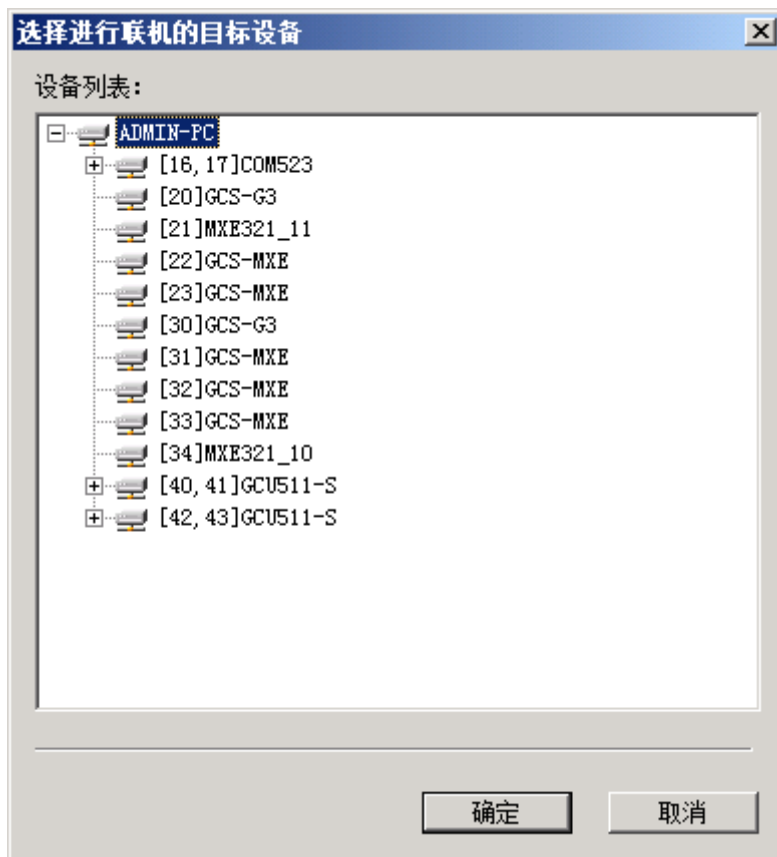 选择进行联机的目标设备
设备列表:
ADMIN-PC
[16,17]COM523
[20]GCS-G3
[21]MXE321_11
[22]GCS-MXE
[23]GCS-MXE
[30]GCS-G3
[31]GCS-MXE
[32]GCS-MXE
[33]GCS-MXE
[34]MXE321_10
[40,41]GCU511-S
[42,43]GCU511-S
确定 取消